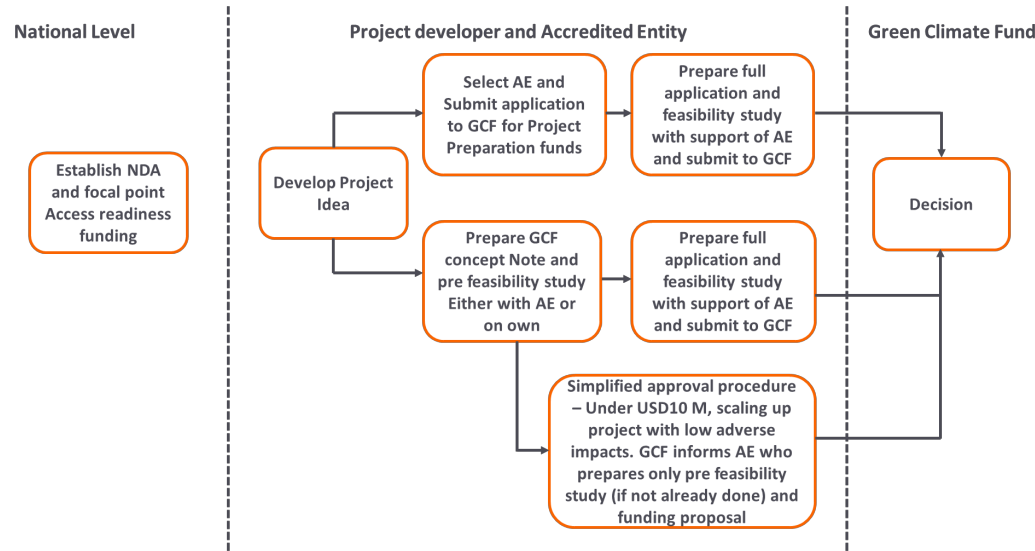 National Level
Project developer and Accredited Entity
Green Climate Fund
Establish NDA
and focal point
Access readiness
funding
Develop Project
Idea
Select AE and
Submit application
to GCF for Project
Preparation funds
Prepare full
application and
feasibility study
with support of AE
and submit to GCF
Prepare GCF
concept Note and
pre feasibility study
Either with AE or
on own
Prepare full
application and
feasibility study
with support of AE
and submit to GCF
Simplified approval procedure
– Under USD10 M, scaling up
project with low adverse
impacts. GCF informs AE who
prepares only pre feasibility
study (if not already done) and
funding proposal
Decision